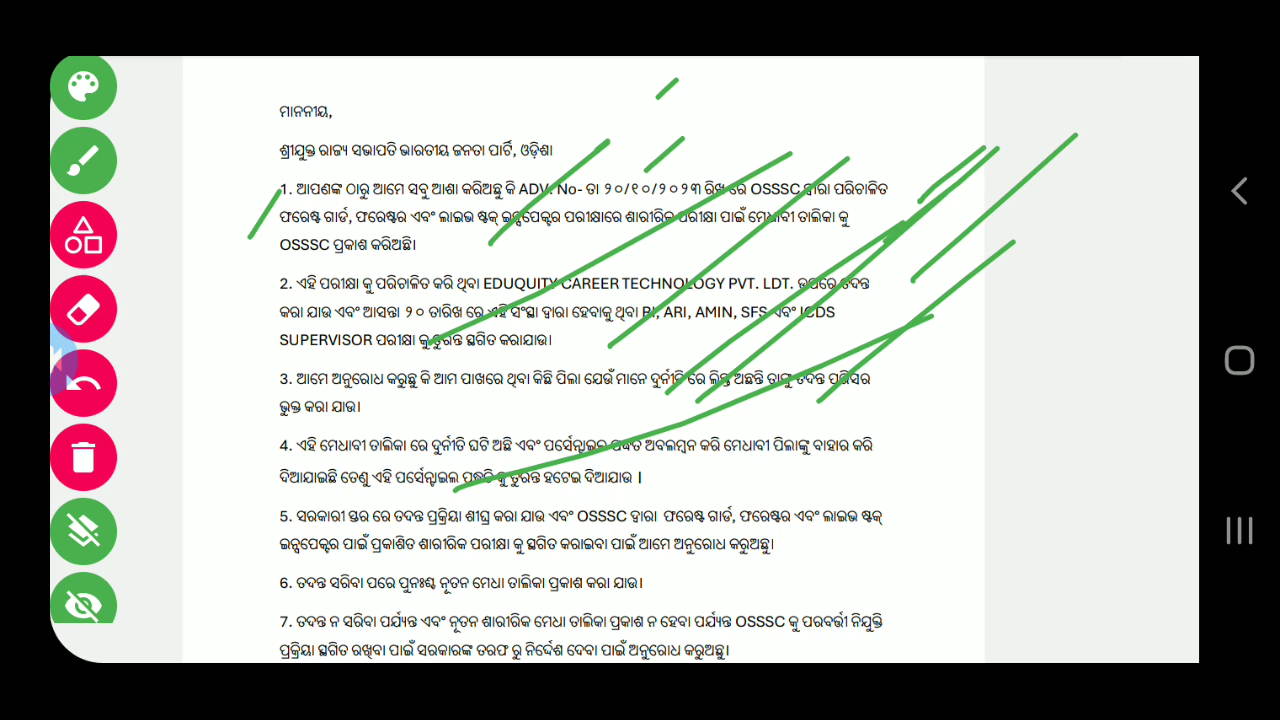 ମାନନୀୟ,
ଶ୍ରୀଯୁକ୍ତ ରାଜ୍ୟ ସଭାପତି ଭାରତୀୟ ଜନତା ପାର୍ଟି, ଓଡ଼ିଶା
1. ଆପଣଙ୍କ ଠାରୁ ଆମେ ସବୁ ଆଶା କରିଅଛୁ କି ADV. No- ତା ୨୦/୧୦/୨୦୨୩ ରିଖ ରେ OSSSC ଦ୍ୱାରା ପରିଚାଳିତ
ଫରେଷ୍ଟ ଗାର୍ଡ, ଫରେଷ୍ଟର ଏବଂ ଲାଇଭ ଷ୍ଟକ୍ ଇନ୍ସପେକ୍ଟର ପରୀକ୍ଷାରେ ଶାରୀରିକ ପରୀକ୍ଷା ପାଇଁ ମେଧାବୀ ତାଲିକା କୁ
OSSSC ପ୍ରକାଶ କରିଅଛି।
2. ଏହି ପରୀକ୍ଷା କୁ ପରିଚାଳିତ କରି ଥିବା EDUQUITY CAREER TECHNOLOGY PVT. LDT. ଉପରେ ତଦନ୍ତ
କରା ଯାଉ ଏବଂ ଆସନ୍ତା ୨୦ ତାରିଖ ରେ ଏହି ସଂସ୍ଥା ଦ୍ୱାରା ହେବାକୁ ଥିବା RI, ARI, AMIN, SFS ଏବଂ ICDS
SUPERVISOR ପରୀକ୍ଷା କୁ ତୁରନ୍ତ ସ୍ଥଗିତ କରାଯାଉ।
3. ଆମେ ଅନୁରୋଧ କରୁଛୁ କି ଆମ ପାଖରେ ଥିବା କିଛି ପିଲା ଯେଉଁ ମାନେ ଦୁର୍ନୀତି ରେ ଲିପ୍ତ ଅଛନ୍ତି ତାଙ୍କୁ ତଦନ୍ତ ପରିସର
ଭୁକ୍ତ କରା ଯାଉ।
4. ଏହି ମେଧାବୀ ତାଲିକା ରେ ଦୁର୍ନୀତି ଘଟି ଅଛି ଏବଂ ପର୍ସେନ୍ଟାଇଲ ପଦ୍ଧତି ଅବଲମ୍ବନ କରି ମେଧାବୀ ପିଲାଙ୍କୁ ବାହାର କରି
ଦିଆଯାଇଛି ତେଣୁ ଏହି ପର୍ସେନ୍ଟାଇଲ ପଦ୍ଧତି କୁ ତୁରନ୍ତ ହଟେଇ ଦିଆଯାଉ ।
5. ସରକାରୀ ସ୍ତର ରେ ତଦନ୍ତ ପ୍ରକ୍ରିୟା ଶୀଘ୍ର କରା ଯାଉ ଏବଂ OSSSC ଦ୍ୱାରା ଫରେଷ୍ଟ ଗାର୍ଡ, ଫରେଷ୍ଟର ଏବଂ ଲାଇଭ ଷ୍ଟକ୍
ଇନ୍ସପେକ୍ଟର ପାଇଁ ପ୍ରକାଶିତ ଶାରୀରିକ ପରୀକ୍ଷା କୁ ସ୍ଥଗିତ କରାଇବା ପାଇଁ ଆମେ ଅନୁରୋଧ କରୁଅଛୁ।
6. ତଦନ୍ତ ସରିବା ପରେ ପୁନଃଶ୍ଚ ନୂତନ ମେଧା ତାଲିକା ପ୍ରକାଶ କରା ଯାଉ।
7. ତଦନ୍ତ ନ ସରିବା ପର୍ଯ୍ୟନ୍ତ ଏବଂ ନୂତନ ଶାରୀରିକ ମେଧା ତାଲିକା ପ୍ରକାଶ ନ ହେବା ପର୍ଯ୍ୟନ୍ତ OSSSC କୁ ପରବର୍ତ୍ତୀ ନିଯୁକ୍ତି
ପ୍ରକ୍ରିୟା ସ୍ଥଗିତ ରଖିବା ପାଇଁ ସରକାରଙ୍କ ତରଫ ରୁ ନିର୍ଦ୍ଦେଶ ଦେବା ପାଇଁ ଅନୁରୋଧ କରୁଅଛୁ।